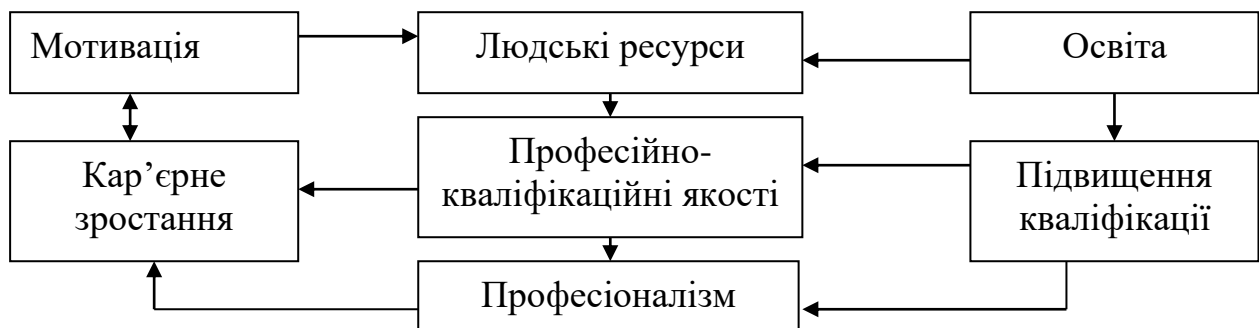 Мотивація
Людські ресурси
Освіта
Кар’єрне
зростання
Професійно-
кваліфікаційні якості
Підвищення
кваліфікації
Професіоналізм